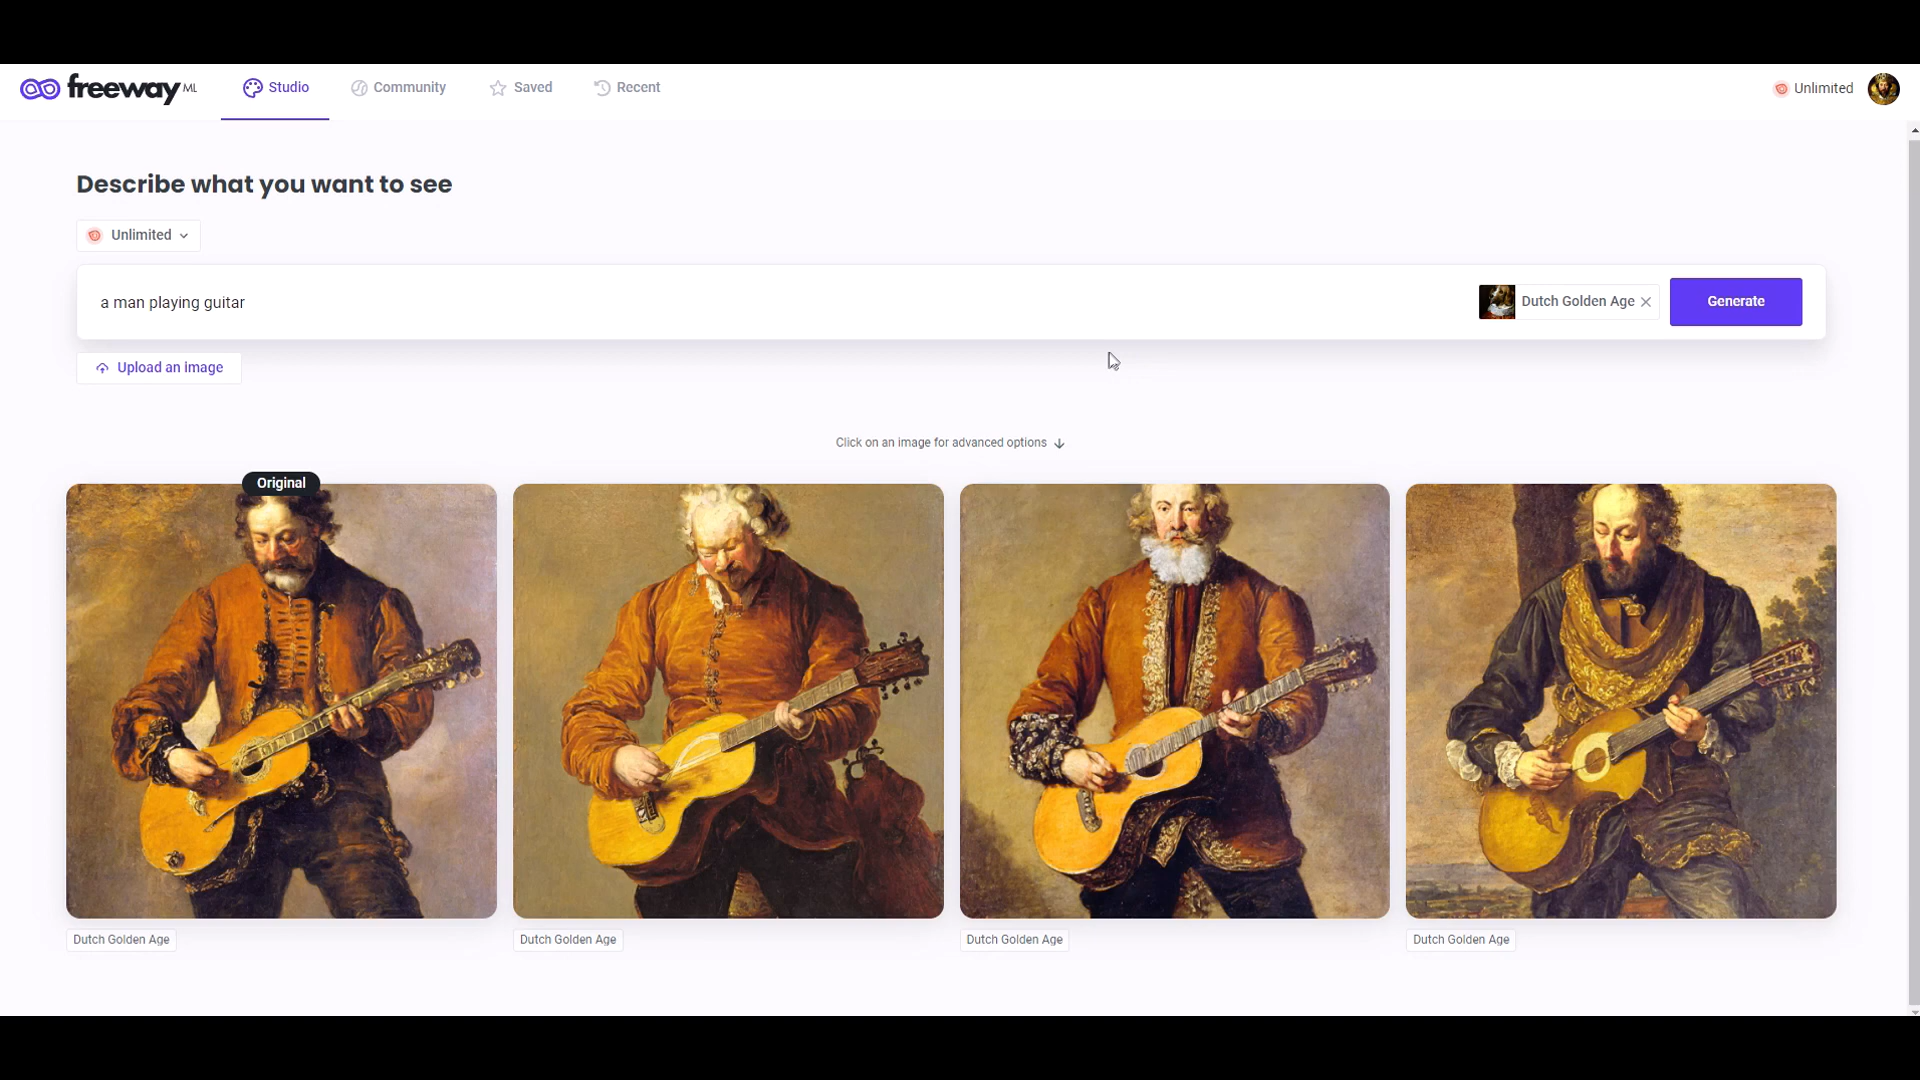 freeway ML
Studio
Community
Saved
Recent
Unlimited
Describe what you want to see
Unlimited
a man playing guitar
Dutch Golden Age
Generate
Upload an image
Click on an image for advanced options
Original
Dutch Golden Age
Dutch Golden Age
Dutch Golden Age
Dutch Golden Age